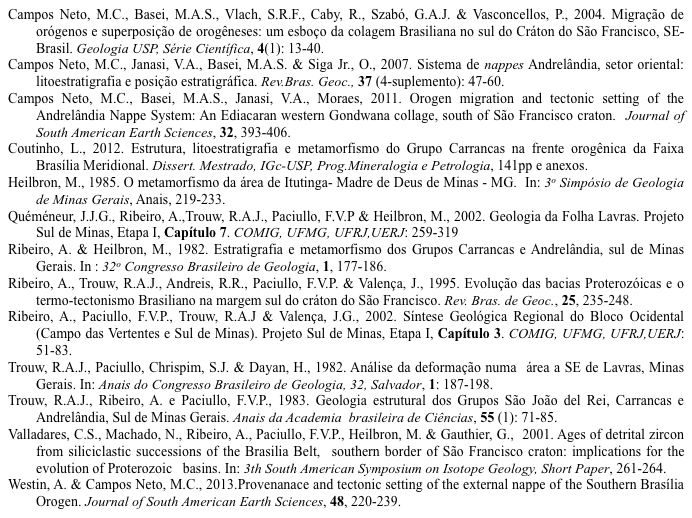 Campos Neto, M.C., Basei, M.A.S., Vlach, S.R.F., Caby, R., Szabó, G.A.J. & Vasconcellos, P., 2004. Migração de
orógenos e superposição de orogêneses: um esboço da colagem Brasiliana no sul do Cráton do São Francisco, SE-
Brasil. Geologia USP, Série Científica, 4(1): 13-40.
Campos Neto, M.C., Janasi, V.A., Basei, M.A.S. & Siga Jr., O., 2007. Sistema de nappes Andrelândia, setor oriental:
litoestratigrafia e posição estratigráfica. Rev.Bras. Geoc., 37 (4-suplemento): 47-60.
Campos Neto, M.C., Basei, M.A.S., Janasi, V.A., Moraes, 2011. Orogen migration and tectonic setting of the
Andrelândia Nappe System: An Ediacaran western Gondwana collage, south of São Francisco craton. Journal of
South American Earth Sciences, 32, 393-406.
Coutinho, L., 2012. Estrutura, litoestratigrafia e metamorfismo do Grupo Carrancas na frente orogênica da Faixa
Brasília Meridional. Dissert. Mestrado, IGc-USP, Prog.Mineralogia e Petrologia, 141pp e anexos.
Heilbron, M., 1985. O metamorfismo da área de Itutinga- Madre de Deus de Minas - MG. In: 3º Simpósio de Geologia
de Minas Gerais, Anais, 219-233.
Quéméneur, J.J.G., Ribeiro, A.,Trouw, R.A.J., Paciullo, F.V.P & Heilbron, M., 2002. Geologia da Folha Lavras. Projeto
Sul de Minas, Etapa I, Capítulo 7. COMIG, UFMG, UFRJ,UERJ: 259-319
Ribeiro, A. & Heilbron, M., 1982. Estratigrafia e metamorfismo dos Grupos Carrancas e Andrelândia, sul de Minas
Gerais. In : 32º Congresso Brasileiro de Geologia, 1, 177-186.
Ribeiro, A., Trouw, R.A.J., Andreis, R.R., Paciullo, F.V.P. & Valença, J., 1995. Evolução das bacias Proterozóicas e o
termo-tectonismo Brasiliano na margem sul do cráton do São Francisco. Rev. Bras. de Geoc., 25, 235-248.
Ribeiro, A., Paciullo, F.V.P., Trouw, R.A.J & Valença, J.G., 2002. Síntese Geológica Regional do Bloco Ocidental
(Campo das Vertentes e Sul de Minas). Projeto Sul de Minas, Etapa I, Capítulo 3. COMIG, UFMG, UFRJ,UERJ:
51-83.
Trouw, R.A.J., Paciullo, Chrispim, S.J. & Dayan, H., 1982. Análise da deformação numa área a SE de Lavras, Minas
Gerais. In: Anais do Congresso Brasileiro de Geologia, 32, Salvador, 1: 187-198.
Trouw, R.A.J., Ribeiro, A. e Paciullo, F.V.P., 1983. Geologia estrutural dos Grupos São João del Rei, Carrancas e
Andrelândia, Sul de Minas Gerais. Anais da Academia brasileira de Ciências, 55 (1): 71-85.
Valladares, C.S., Machado, N., Ribeiro, A., Paciullo, F.V.P., Heilbron, M. & Gauthier, G., 2001. Ages of detrital zircon
from siliciclastic successions of the Brasilia Belt, southern border of São Francisco craton: implications for the
evolution of Proterozoic basins. In: 3th South American Symposium on Isotope Geology, Short Paper, 261-264.
Westin, A. & Campos Neto, M.C., 2013.Provenanace and tectonic setting of the external nappe of the Southern Brasília
Orogen. Journal of South American Earth Sciences, 48, 220-239.